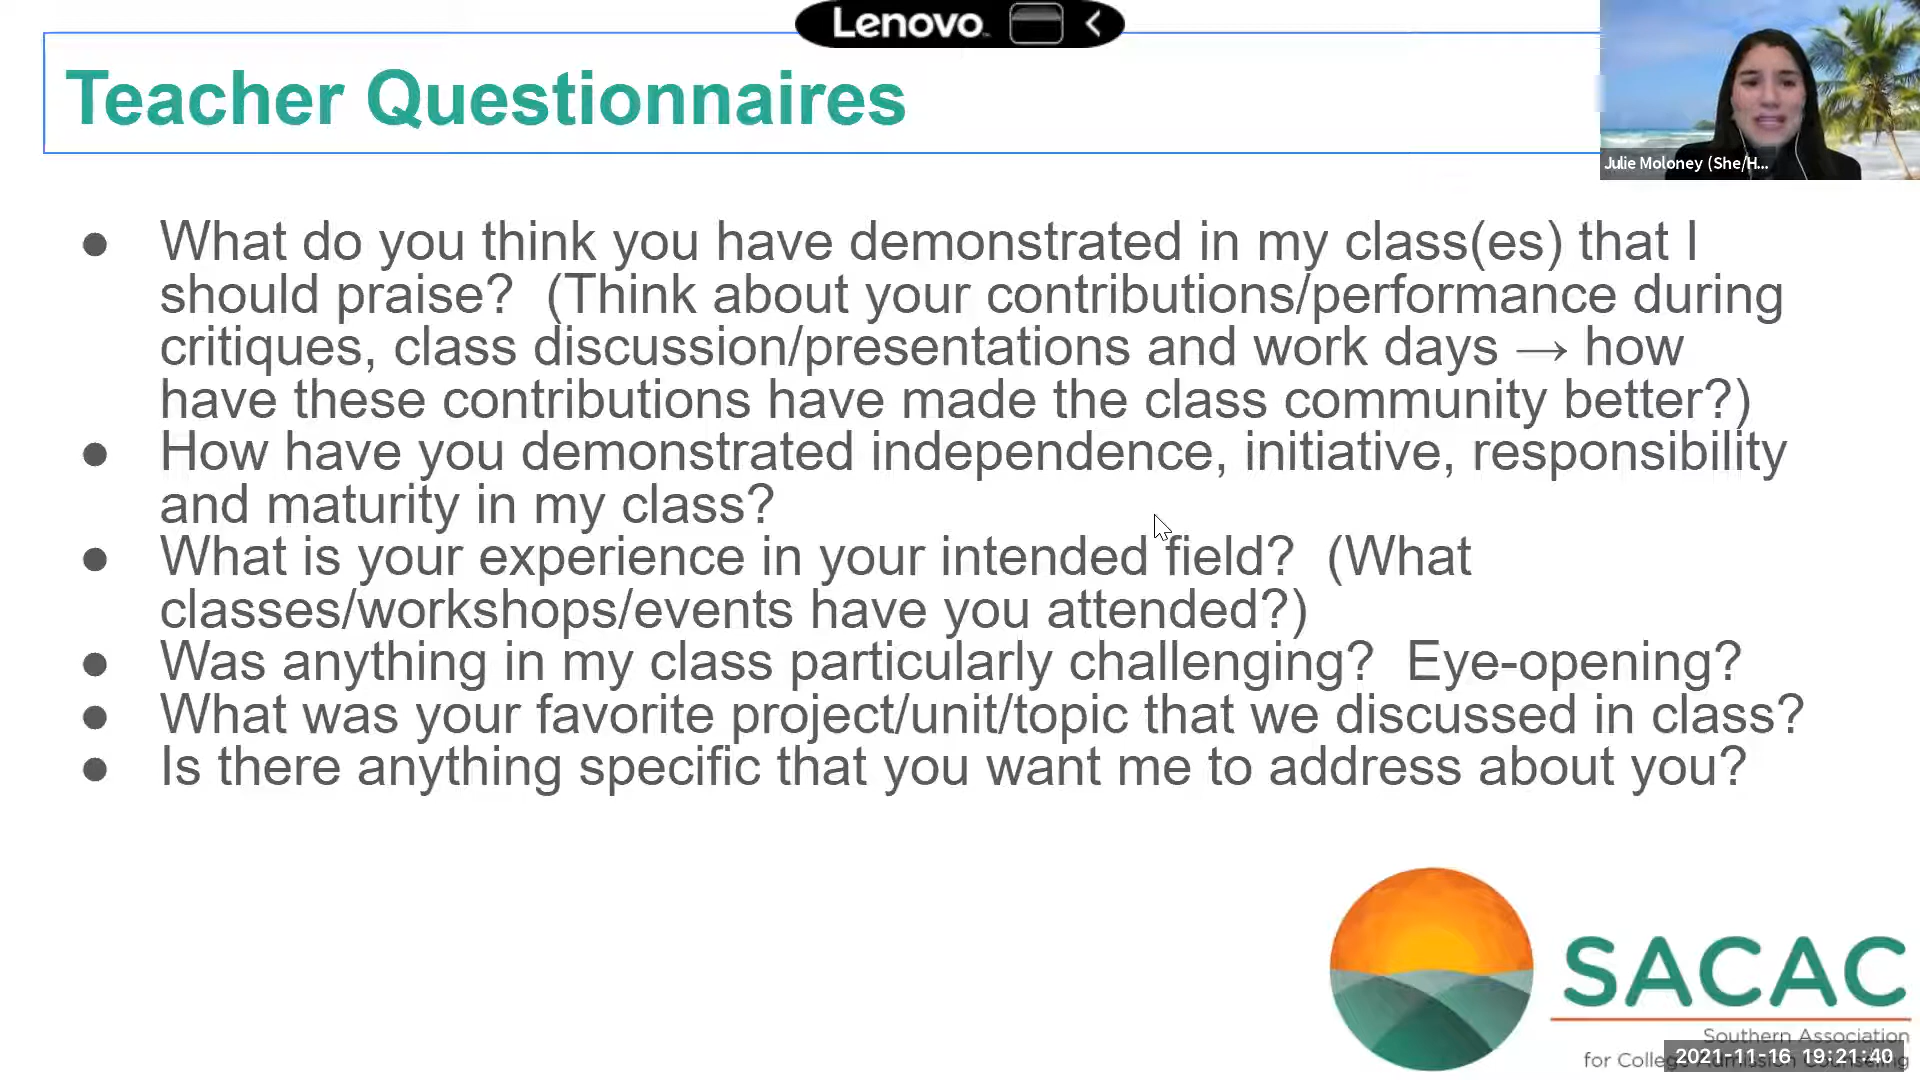 Lenovo
Teacher Questionnaires
Julie Moloney (She/H...
● What do you think you have demonstrated in my class(es) that I
should praise?  (Think about your contributions/performance during
critiques, class discussion/presentations and work days → how
have these contributions have made the class community better?)
● How have you demonstrated independence, initiative, responsibility
and maturity in my class?
● What is your experience in your intended field?  (What
classes/workshops/events have you attended?)
● Was anything in my class particularly challenging?  Eye-opening?
● What was your favorite project/unit/topic that we discussed in class?
● Is there anything specific that you want me to address about you?
SACAC
Southern Association
for College Admission Counseling
2021-11-16 19:21:40